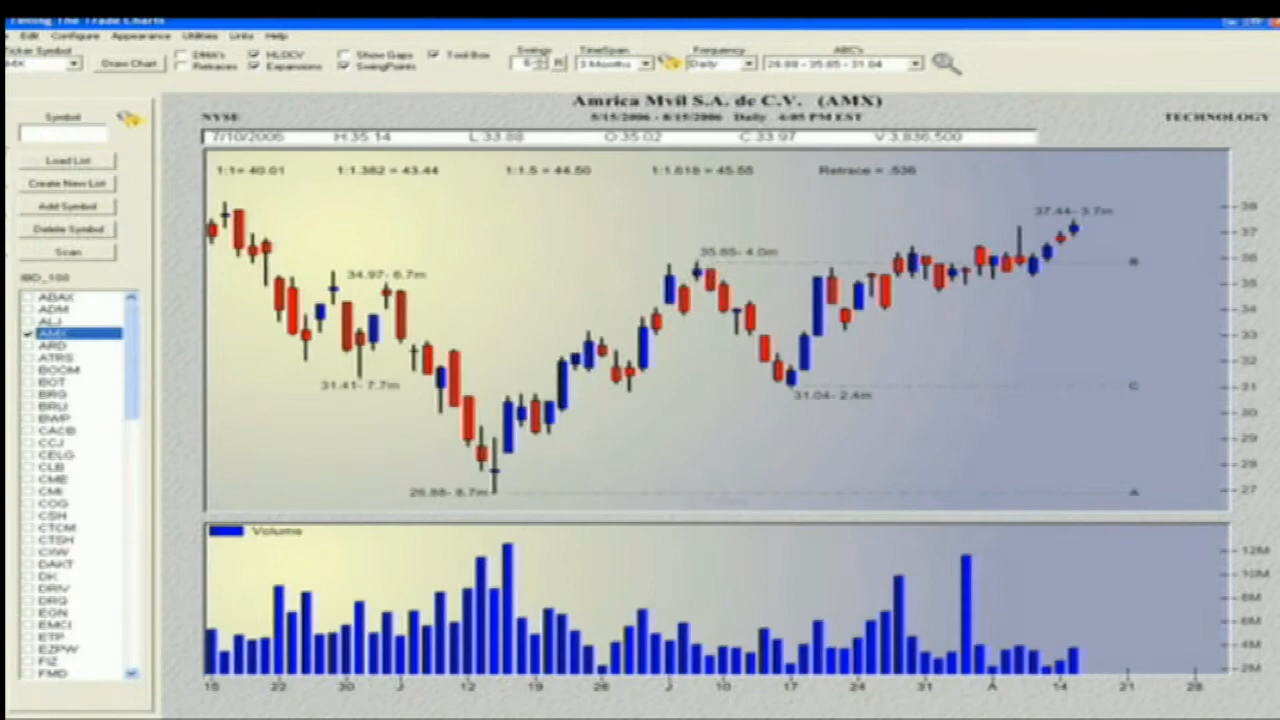 Timing The Trade Charts
Edit Configure Appearance Utilities Links Help
Ticker Symbol
AMX
Draw Chart
DMA's
Retraces
HLOCV
Expansions
Show Gaps
SwingPoints
Tool Box
Swings
6
R
TimeSpan
3 Months
Frequency
Daily
ABC's
26.88 - 35.85 - 31.04
Symbol
Load List
Create New List
Add Symbol
Delete Symbol
Scan
IBD_100
ABAX
ADM
ALJ
AMX
ARD
ATRS
BOOM
BOT
BRG
BRLI
BWP
CACB
CCJ
CELG
CLB
CME
CMI
COG
CSH
CTCM
CTSH
CXW
DAKT
DK
DRIV
DRQ
EGN
EMCI
ETP
EZPW
FIZ
FMD
Amrica Mvil S.A. de C.V. (AMX)
NYSE
5/15/2006 - 8/15/2006 Daily 4:05 PM EST
TECHNOLOGY
7/10/2006 H:35.14 L:33.88 O:35.02 C:33.97 V:3,836,500
1:1= 40.01 1:1.382 = 43.44 1:1.5 = 44.50 1:1.618 = 45.55 Retrace = .536
37.44- 3.7m
35.85- 4.0m
34.97- 6.7m
31.41- 7.7m
31.04- 2.4m
26.88- 8.7m
B
C
A
38
37
36
35
34
33
32
31
30
29
28
27
Volume
12M
10M
8M
6M
4M
2M
15 22 30 J 12 19 26 J 10 17 24 31 A 14 21 28